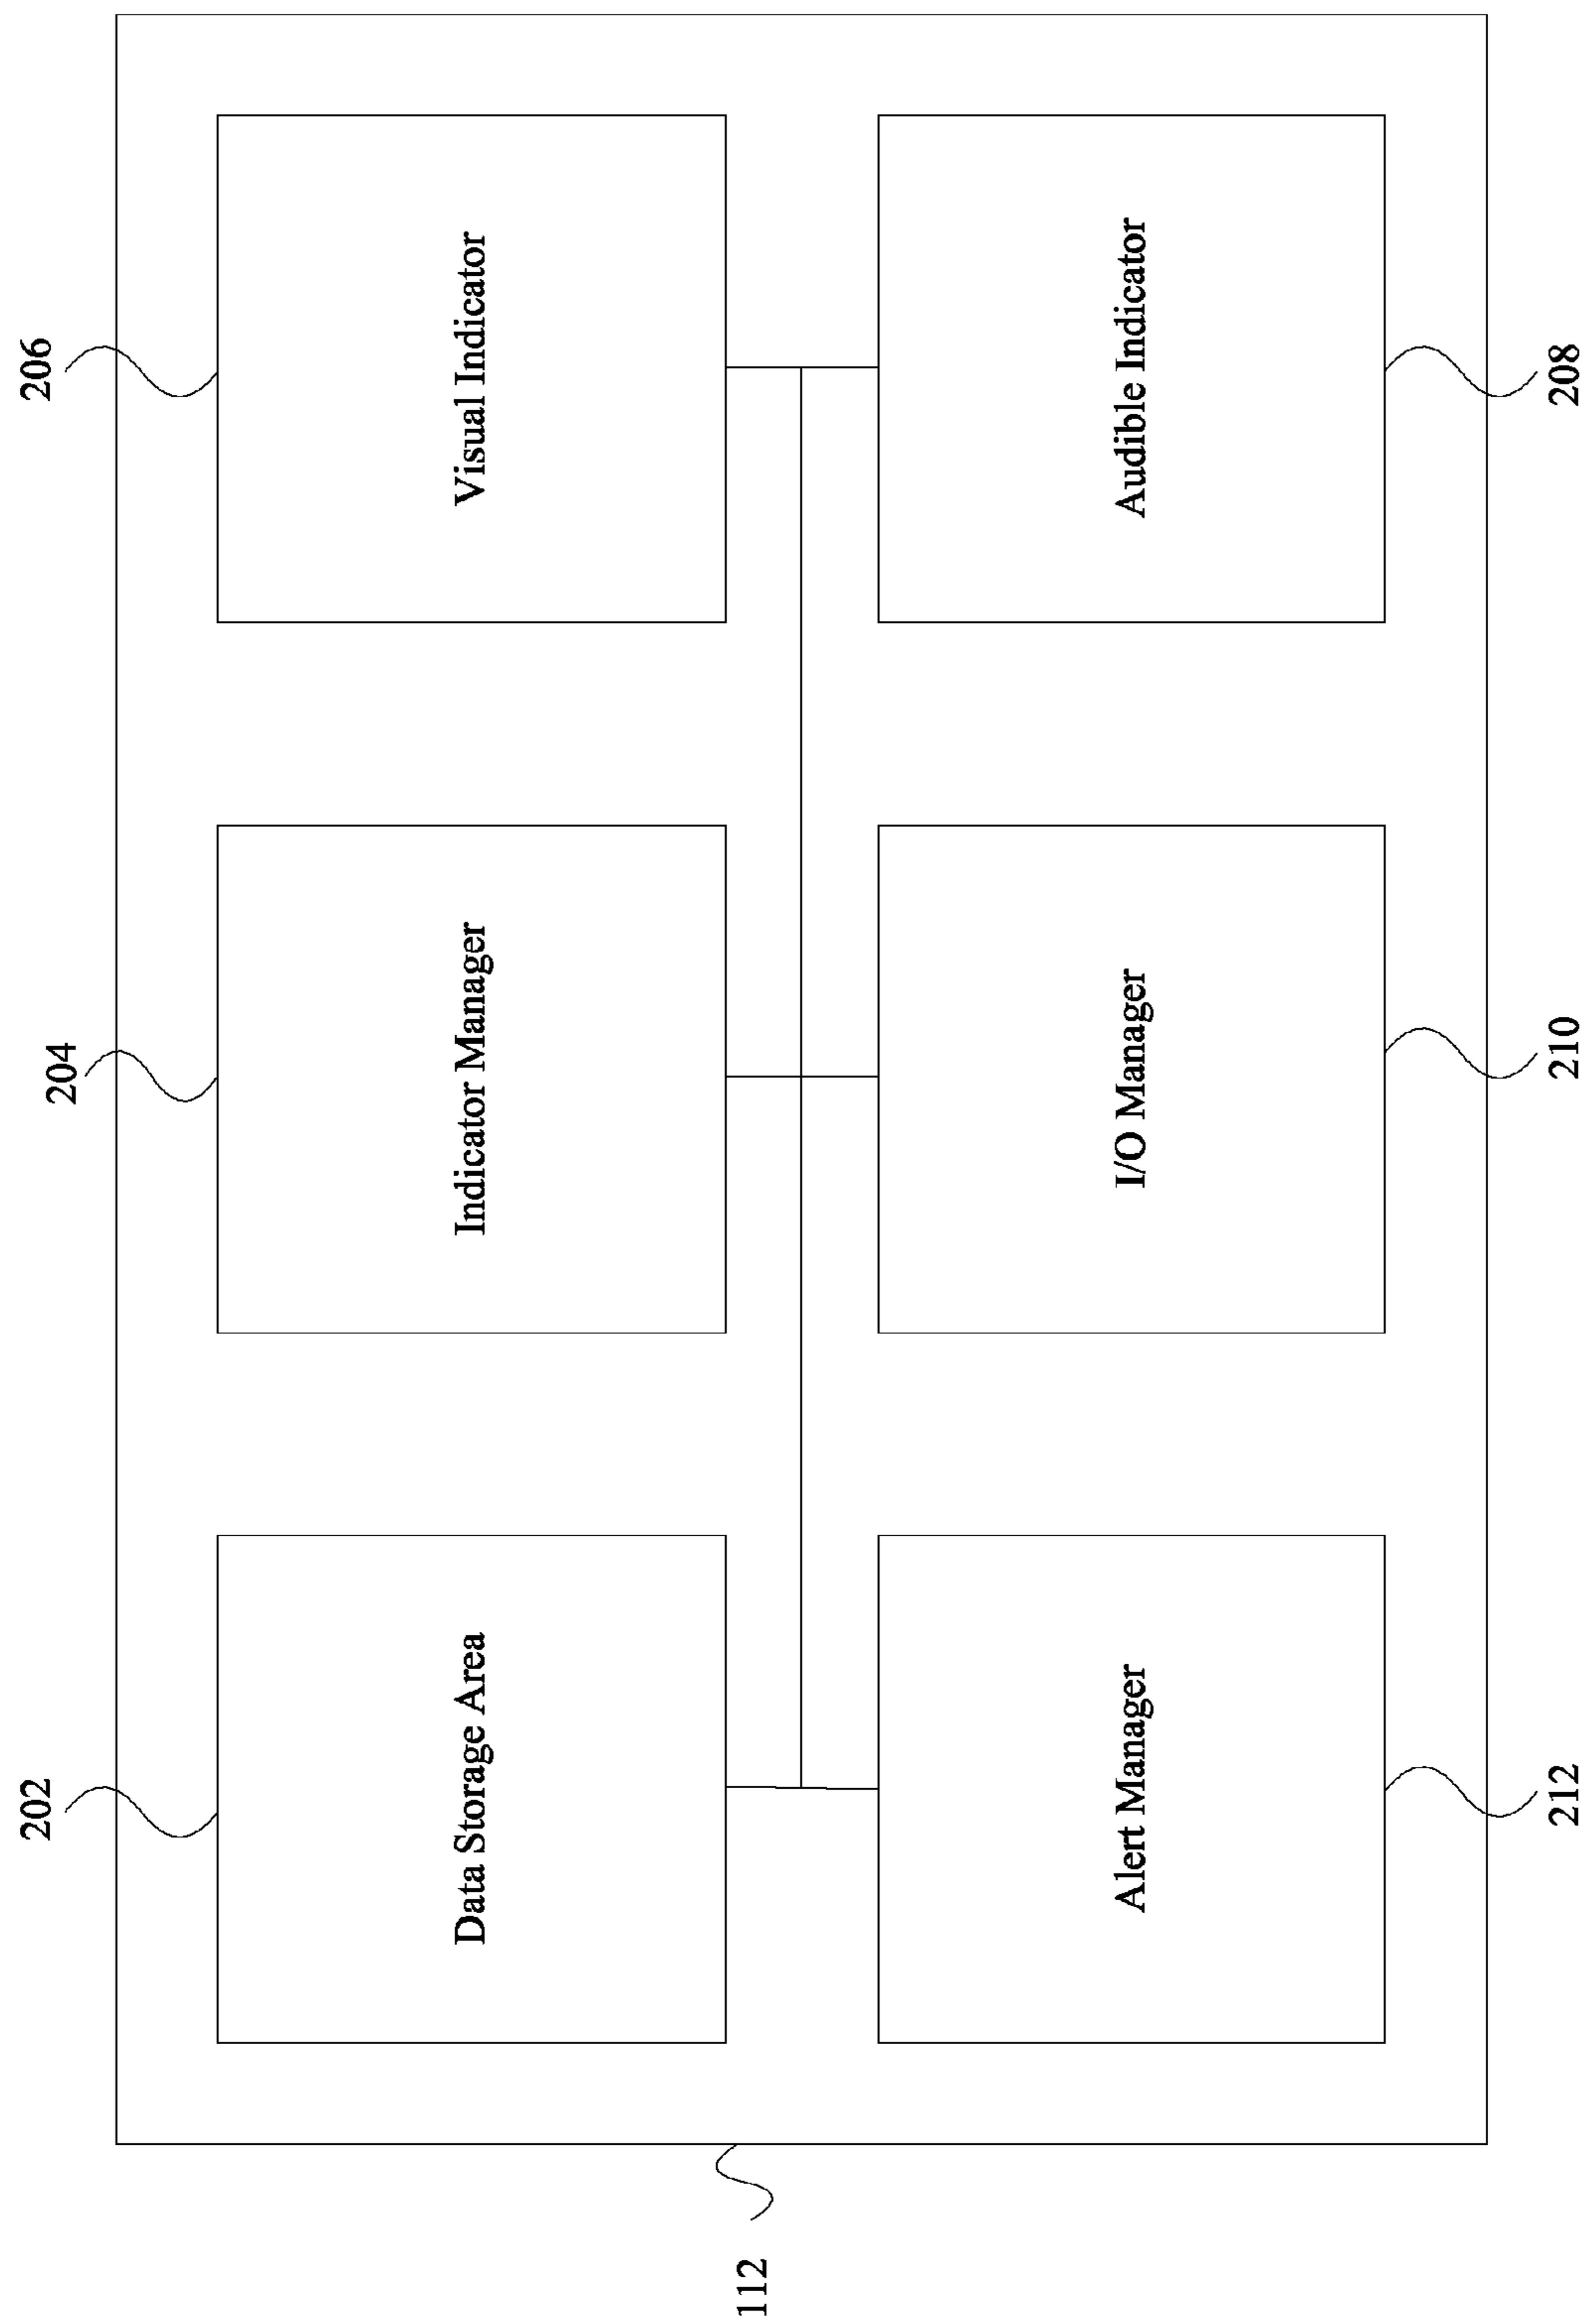 202
204
206
Data Storage Area
Indicator Manager
Visual Indicator
Alert Manager
I/O Manager
Audible Indicator
112
212
210
208